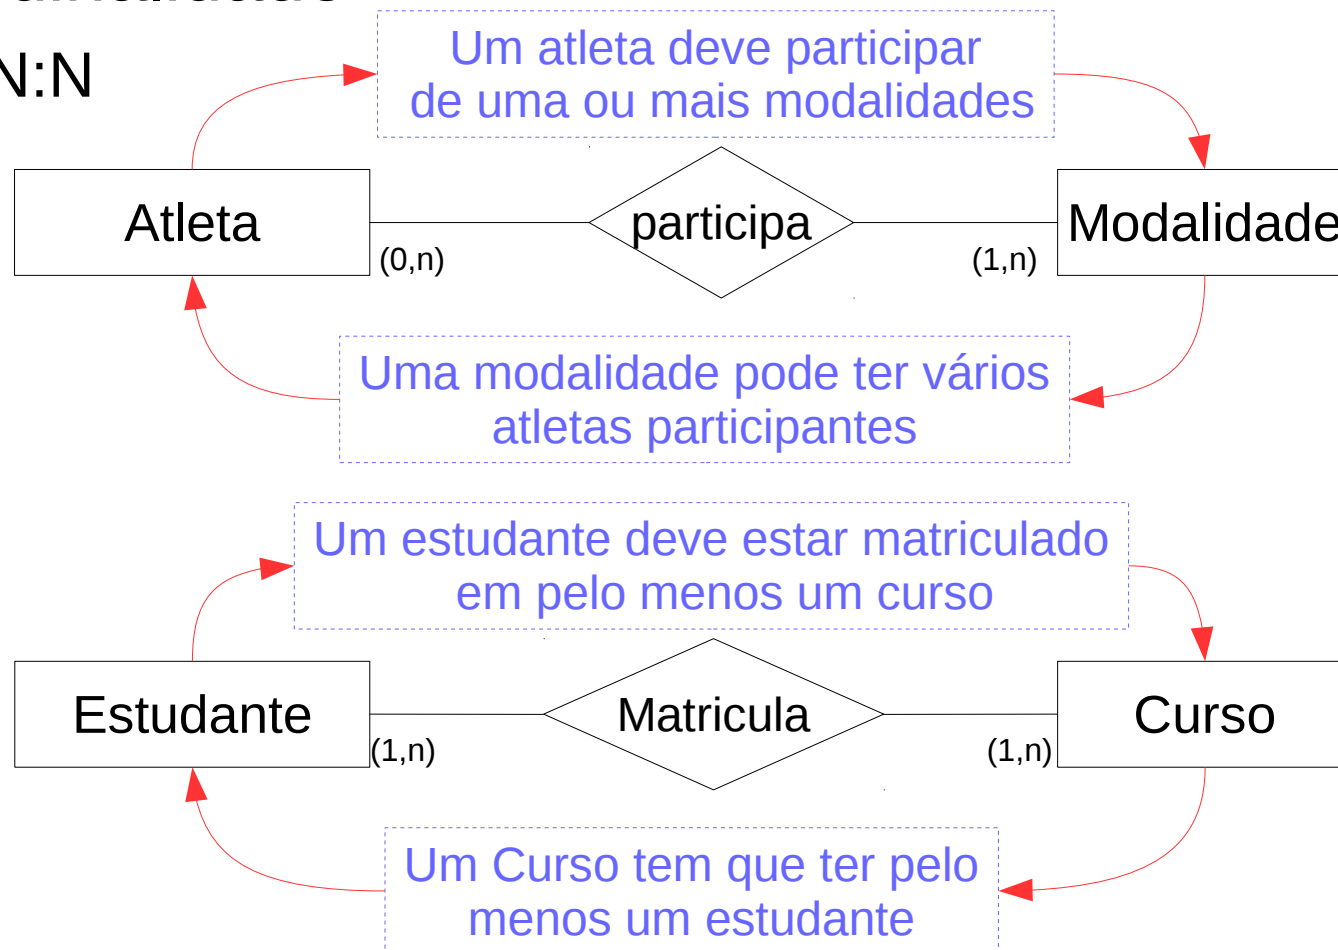 N:N
Um atleta deve participar
de uma ou mais modalidades
Atleta
participa
Modalidade
(0,n)
(1,n)
Uma modalidade pode ter vários
atletas participantes
Um estudante deve estar matriculado
em pelo menos um curso
Estudante
Matricula
Curso
(1,n)
(1,n)
Um Curso tem que ter pelo
menos um estudante